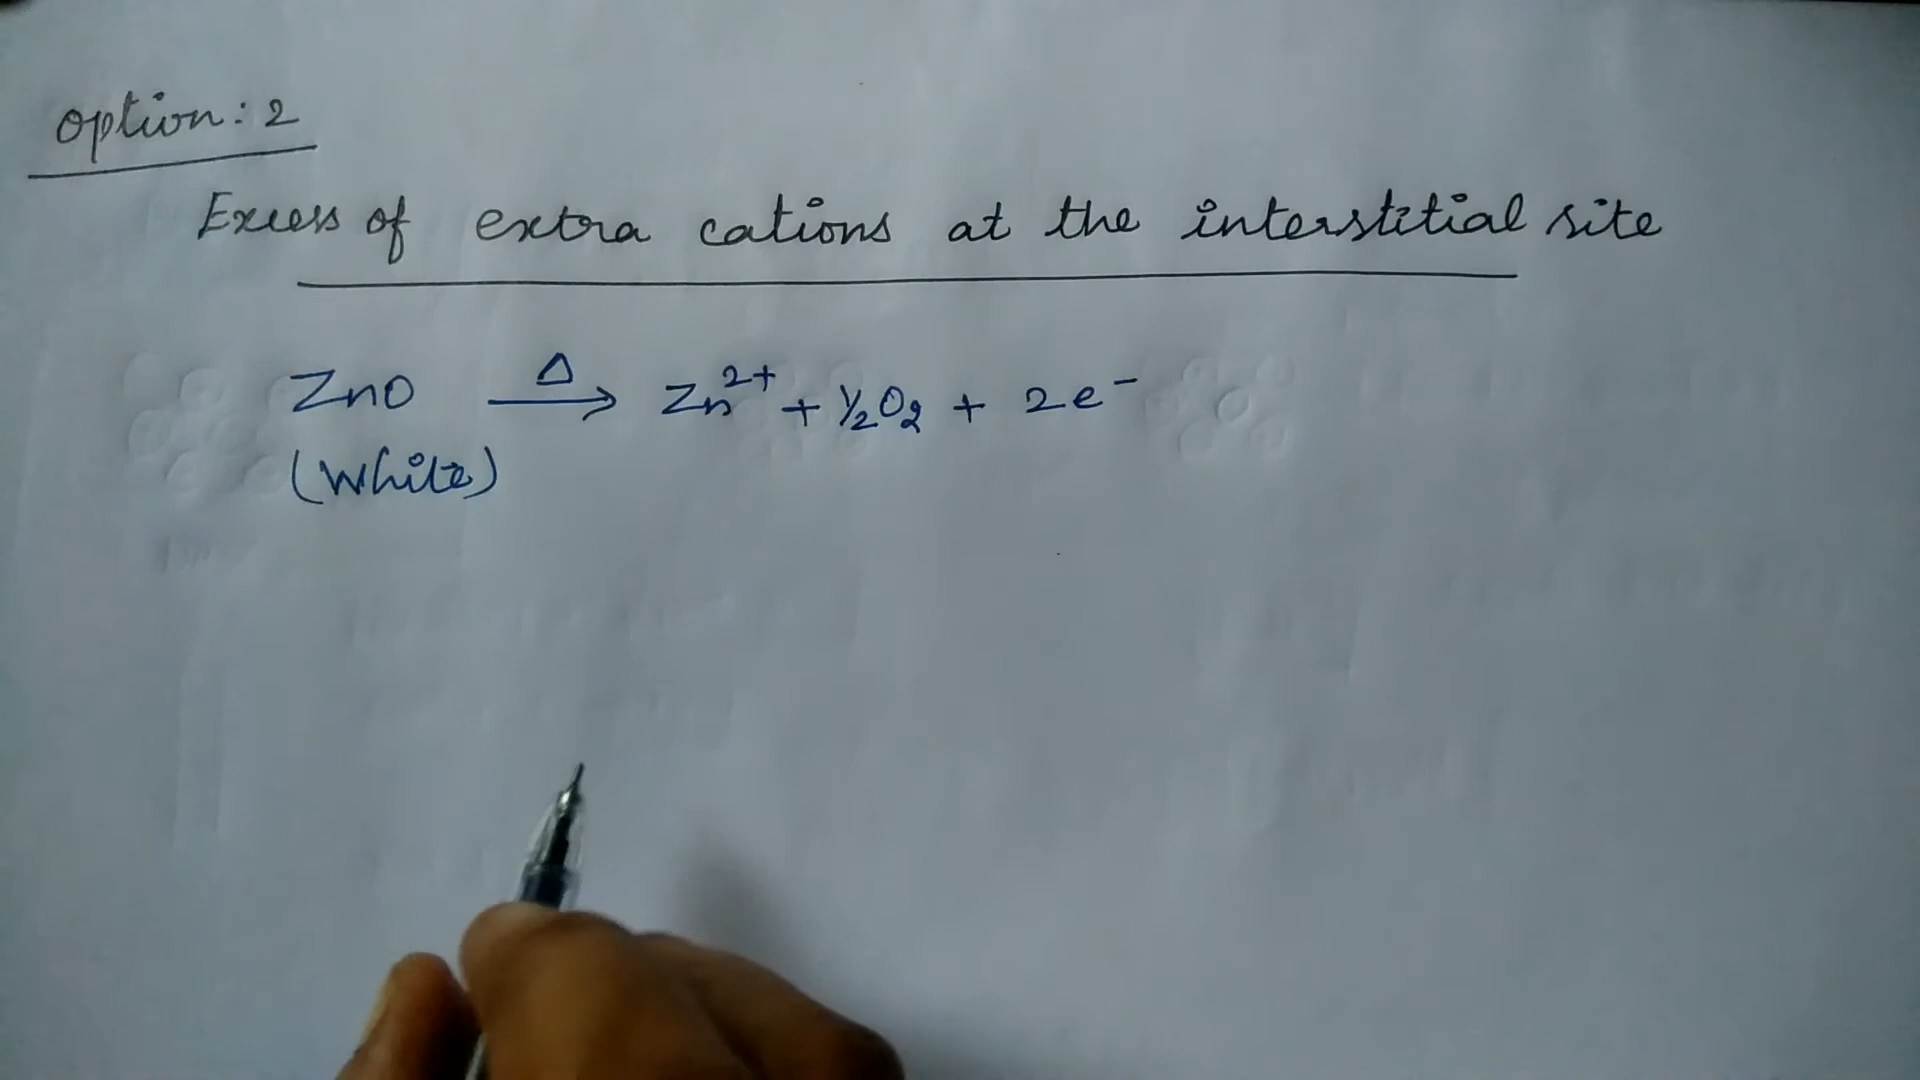 Option: 2
Excess of extra cations at the interstitial site
ZnO —Δ→ Zn²⁺ + ½O₂ + 2e⁻
(White)